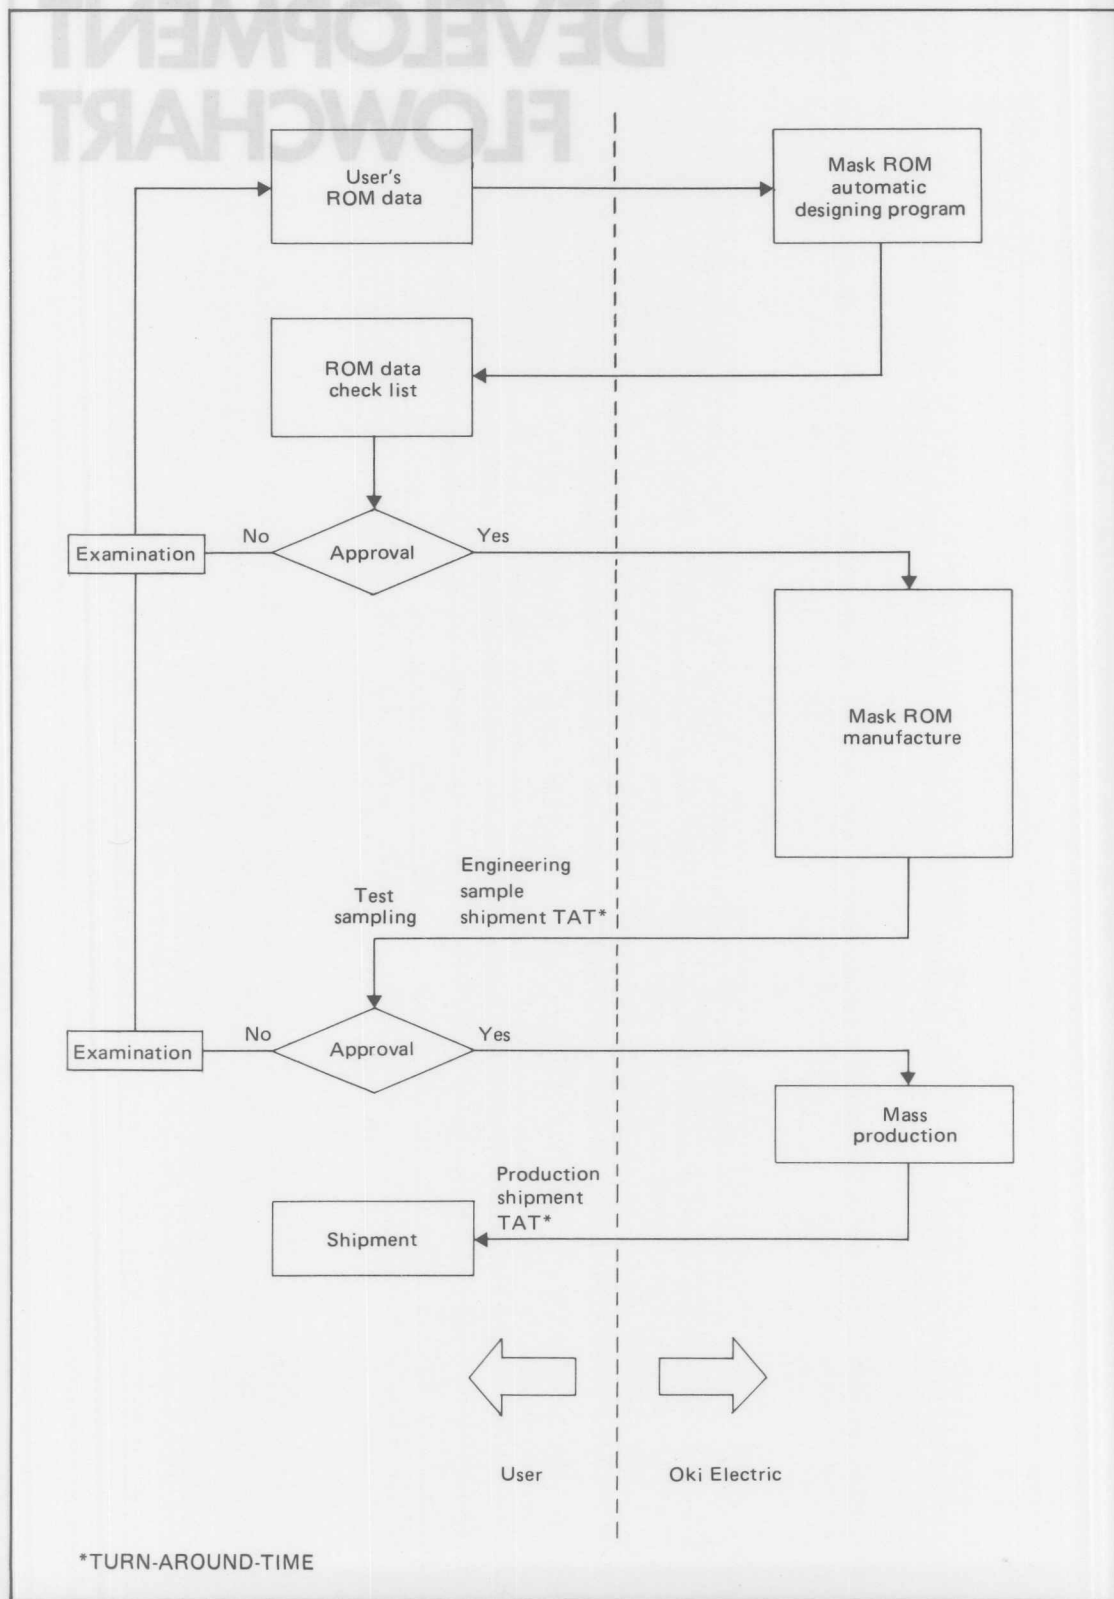 DEVELOPMENT
FLOWCHART
User's
ROM data
Mask ROM
automatic
designing program
ROM data
check list
Examination
No
Approval
Yes
Mask ROM
manufacture
Engineering
sample
shipment TAT*
Test
sampling
Examination
No
Approval
Yes
Mass
production
Production
shipment
TAT*
Shipment
User
Oki Electric
*TURN-AROUND-TIME